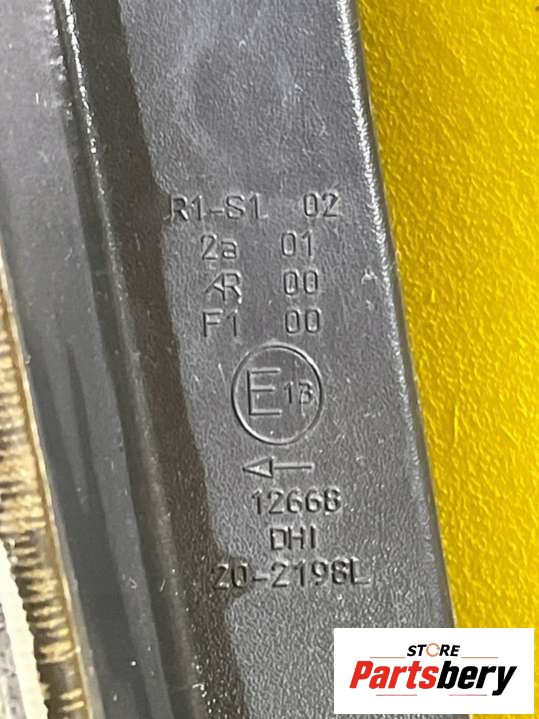 R1-S1 02
2a 01
AR 00
F1 00
E13
12668
DHI
20-2198L
STORE
Partsbery